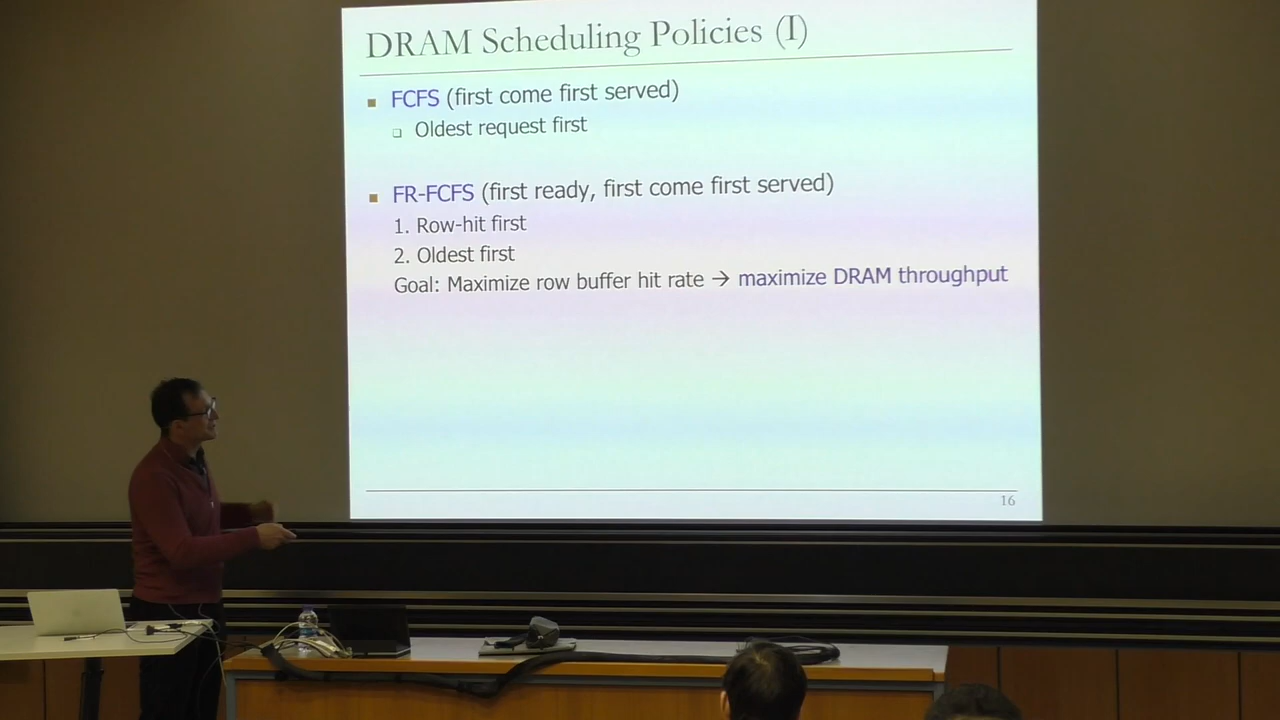 DRAM Scheduling Policies (I)
FCFS (first come first served)
Oldest request first
FR-FCFS (first ready, first come first served)
1. Row-hit first
2. Oldest first
Goal: Maximize row buffer hit rate → maximize DRAM throughput
16